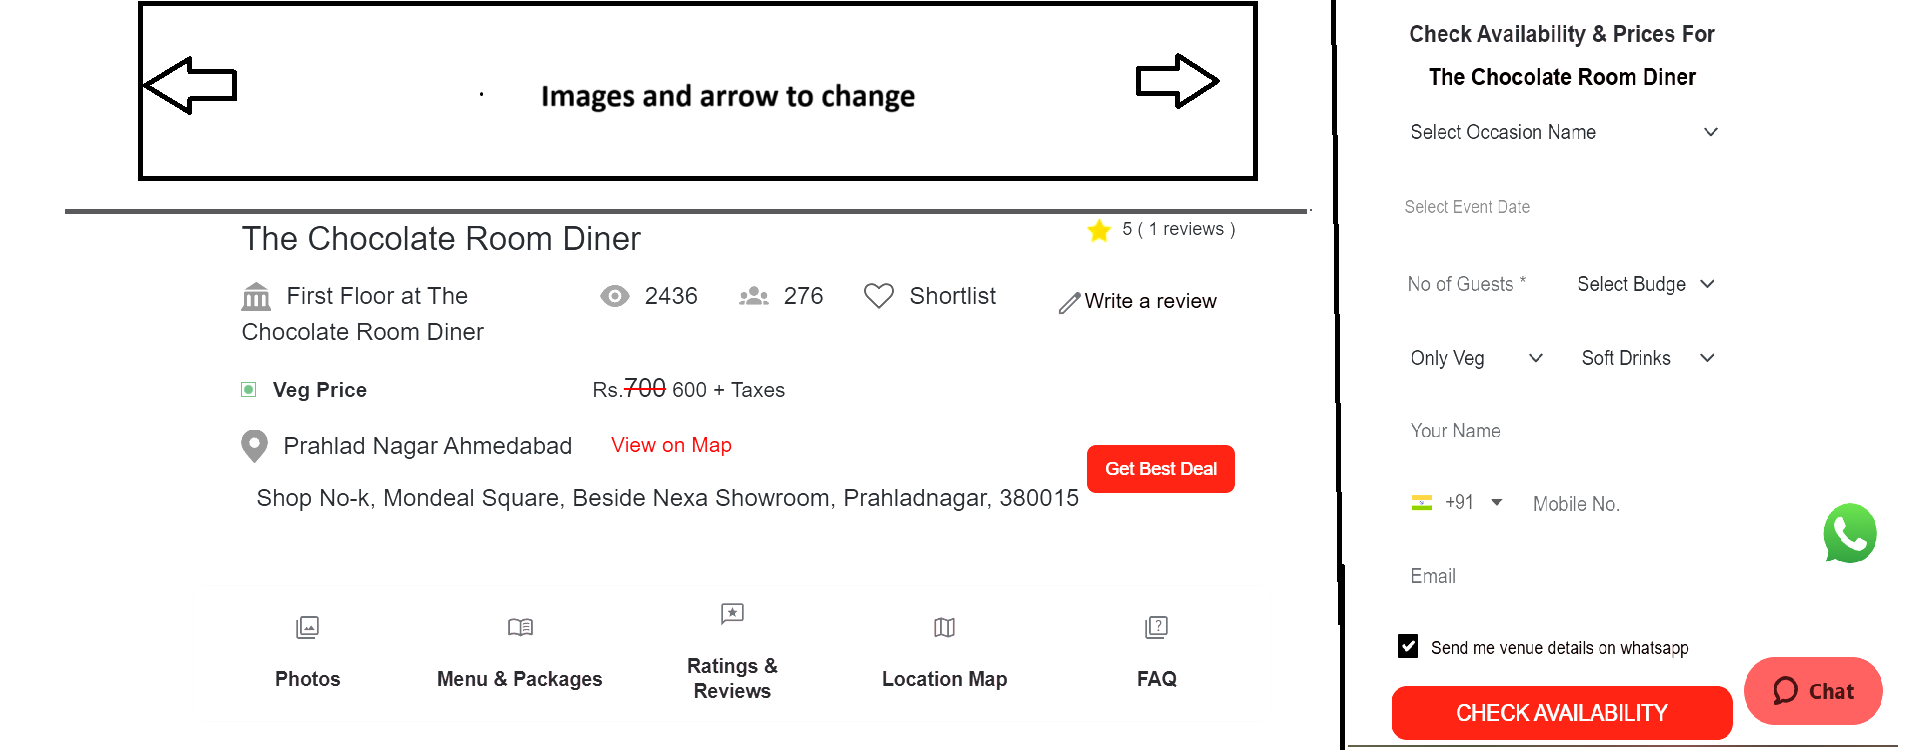 Images and arrow to change
The Chocolate Room Diner
5 ( 1 reviews )
First Floor at The
Chocolate Room Diner
2436
276
Shortlist
Write a review
Veg Price
Rs.700 600 + Taxes
Prahlad Nagar Ahmedabad
View on Map
Get Best Deal
Shop No-k, Mondeal Square, Beside Nexa Showroom, Prahladnagar, 380015
Photos
Menu & Packages
Ratings &
Reviews
Location Map
FAQ
Check Availability & Prices For
The Chocolate Room Diner
Select Occasion Name
Select Event Date
No of Guests *
Select Budge
Only Veg
Soft Drinks
Your Name
+91
Mobile No.
Email
Send me venue details on whatsapp
Chat
CHECK AVAILABILITY